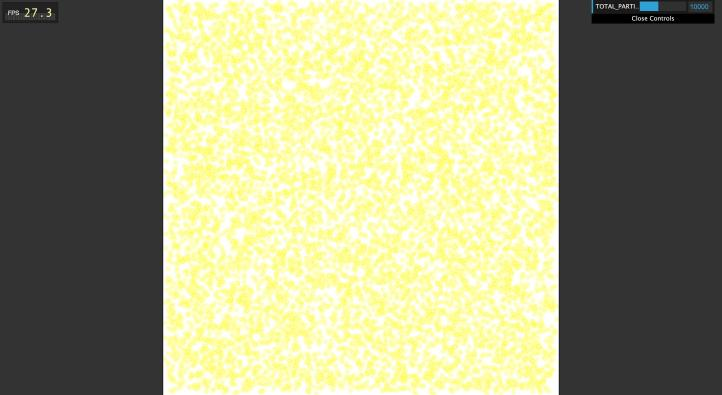 FPS 27.3
TOTAL_PARTI... 10000
Close Controls